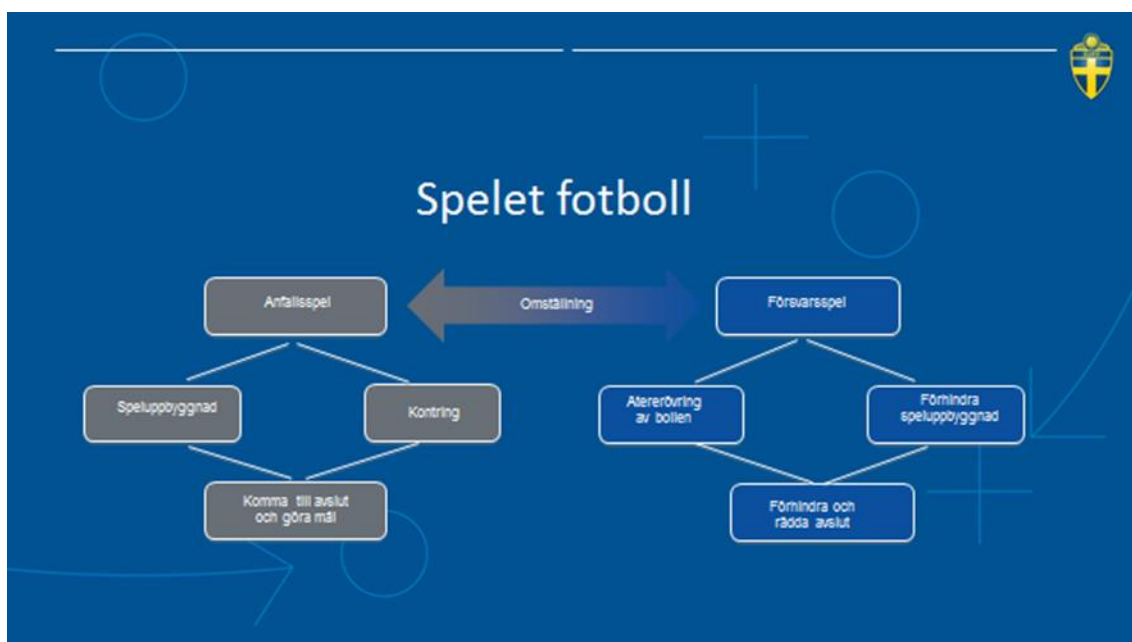 Spelet fotboll
Anfallsspel
Omställning
Försvarsspel
Speluppbyggnad
Kontring
Återerövring
av bollen
Förhindra
speluppbyggnad
Komma till avslut
och göra mål
Förhindra och
rädda avslut